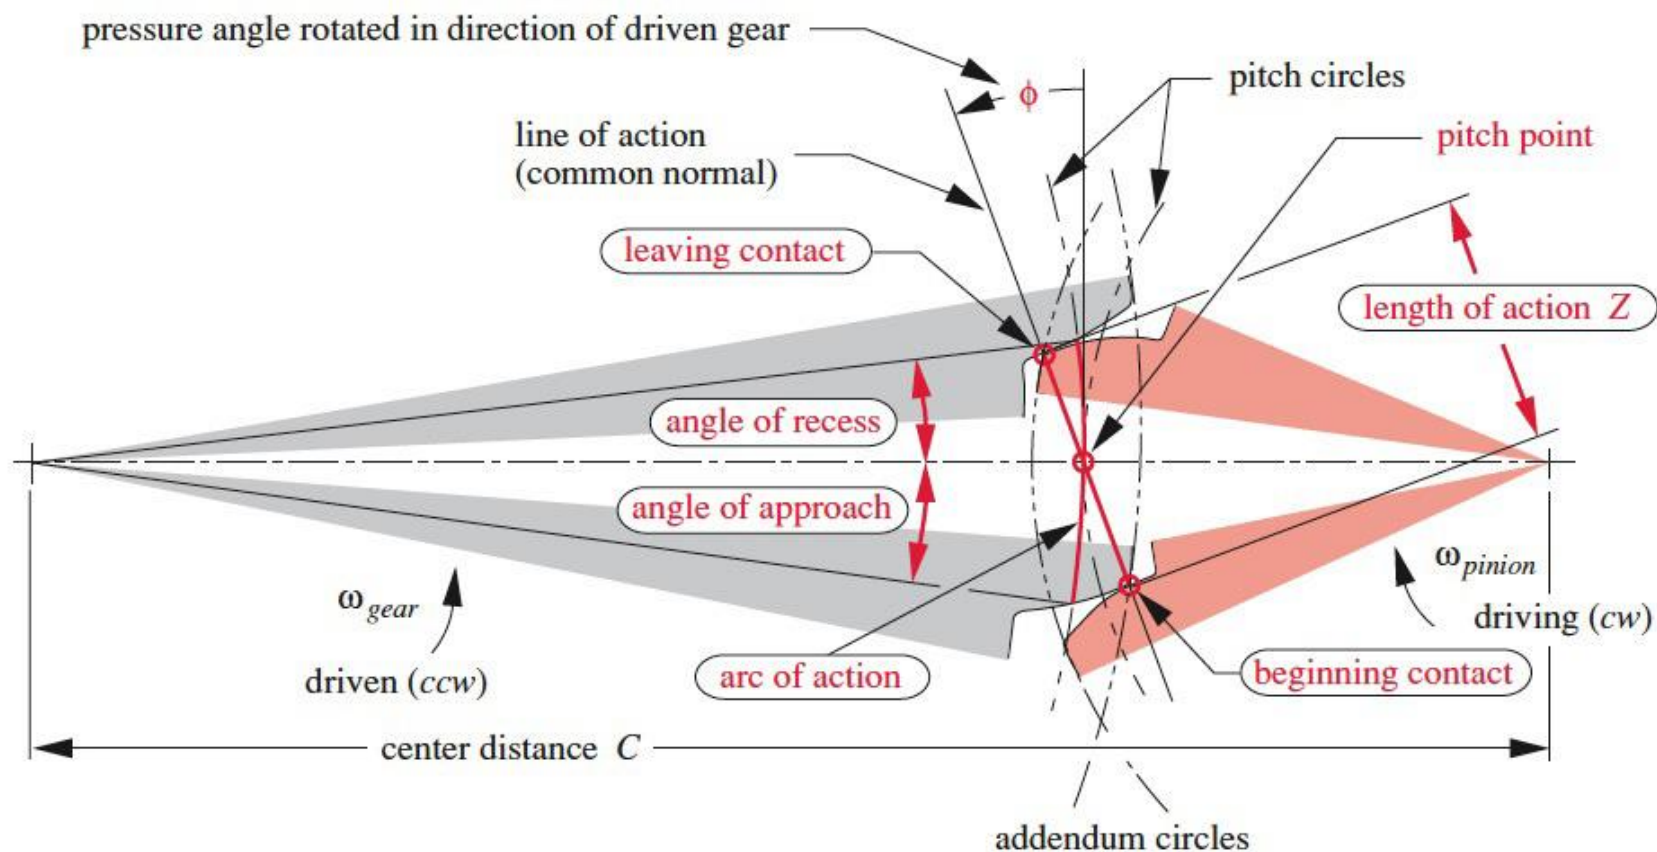 pressure angle rotated in direction of driven gear
ϕ
pitch circles
line of action
(common normal)
pitch point
leaving contact
length of action Z
angle of recess
angle of approach
ωgear
driven (ccw)
ωpinion
driving (cw)
arc of action
beginning contact
center distance C
addendum circles